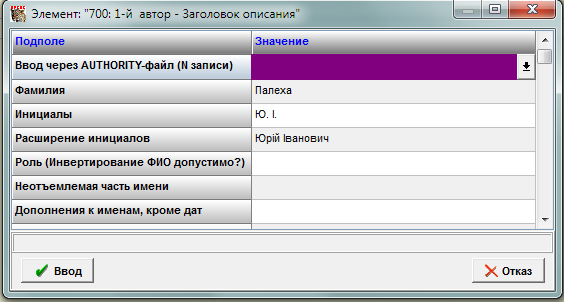 Элемент: "700: 1-й автор - Заголовок описания"
Подполе Значение
Ввод через AUTHORITY-файл (N записи)
Фамилия Палеха
Инициалы Ю. І.
Расширение инициалов Юрій Іванович
Роль (Инвертирование ФИО допустимо?)
Неотъемлемая часть имени
Дополнения к именам, кроме дат
Ввод Отказ